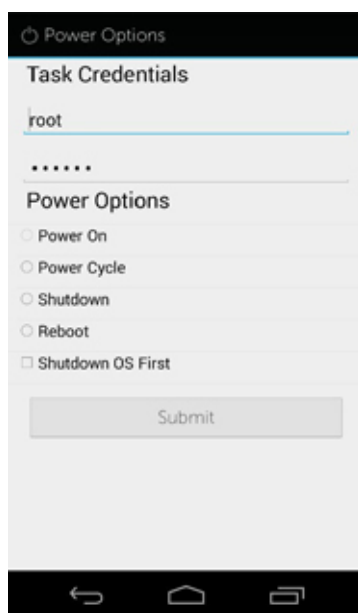 Power Options
Task Credentials
root
••••••
Power Options
Power On
Power Cycle
Shutdown
Reboot
Shutdown OS First
Submit